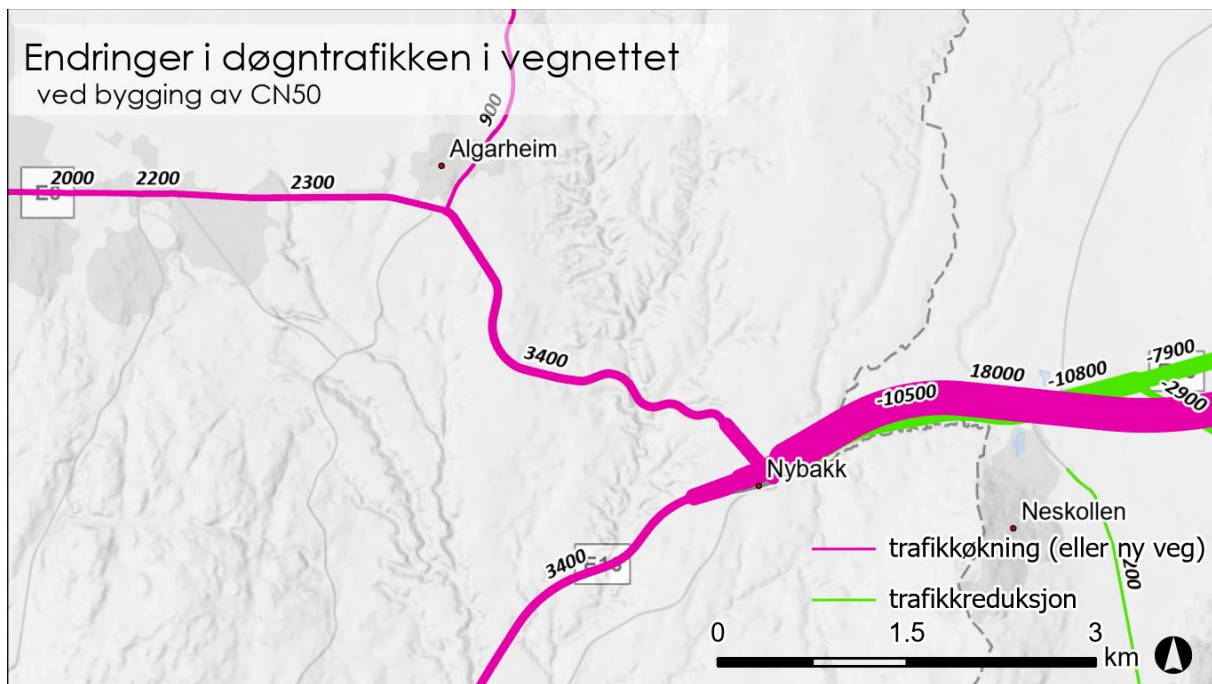 Endringer i døgntrafikken i vegnettet
ved bygging av CN50
900
Algarheim
2000
2200
2300
3400
-7900
18000
-10800
-10500
-2900
Nybakk
Neskollen
3400
trafikkøkning (eller ny veg)
trafikkreduksjon
0
1.5
3
km